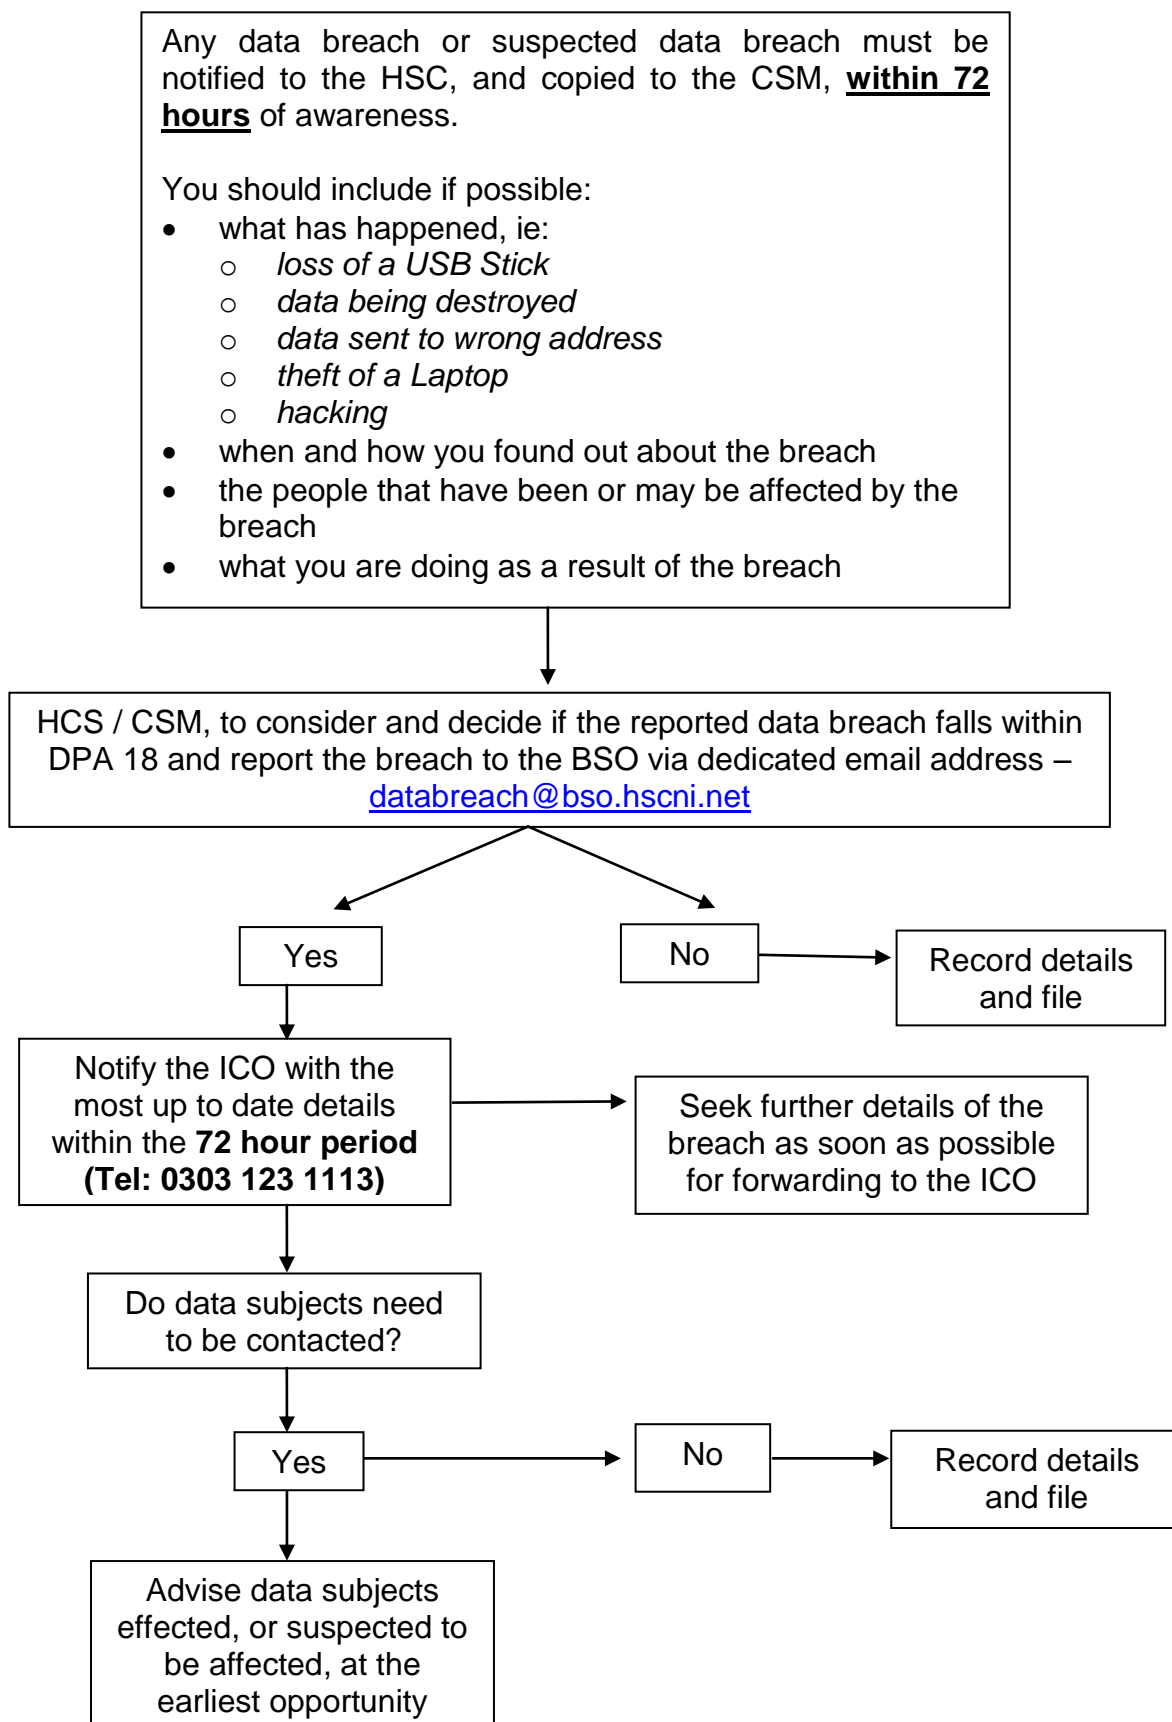 Any data breach or suspected data breach must be
notified to the HSC, and copied to the CSM, within 72
hours of awareness.
You should include if possible:
• what has happened, ie:
o loss of a USB Stick
o data being destroyed
o data sent to wrong address
o theft of a Laptop
o hacking
• when and how you found out about the breach
• the people that have been or may be affected by the
breach
• what you are doing as a result of the breach
HCS / CSM, to consider and decide if the reported data breach falls within
DPA 18 and report the breach to the BSO via dedicated email address –
databreach@bso.hscni.net
Yes
No
Record details
and file
Notify the ICO with the
most up to date details
within the 72 hour period
(Tel: 0303 123 1113)
Seek further details of the
breach as soon as possible
for forwarding to the ICO
Do data subjects need
to be contacted?
Yes
No
Record details
and file
Advise data subjects
effected, or suspected to
be affected, at the
earliest opportunity